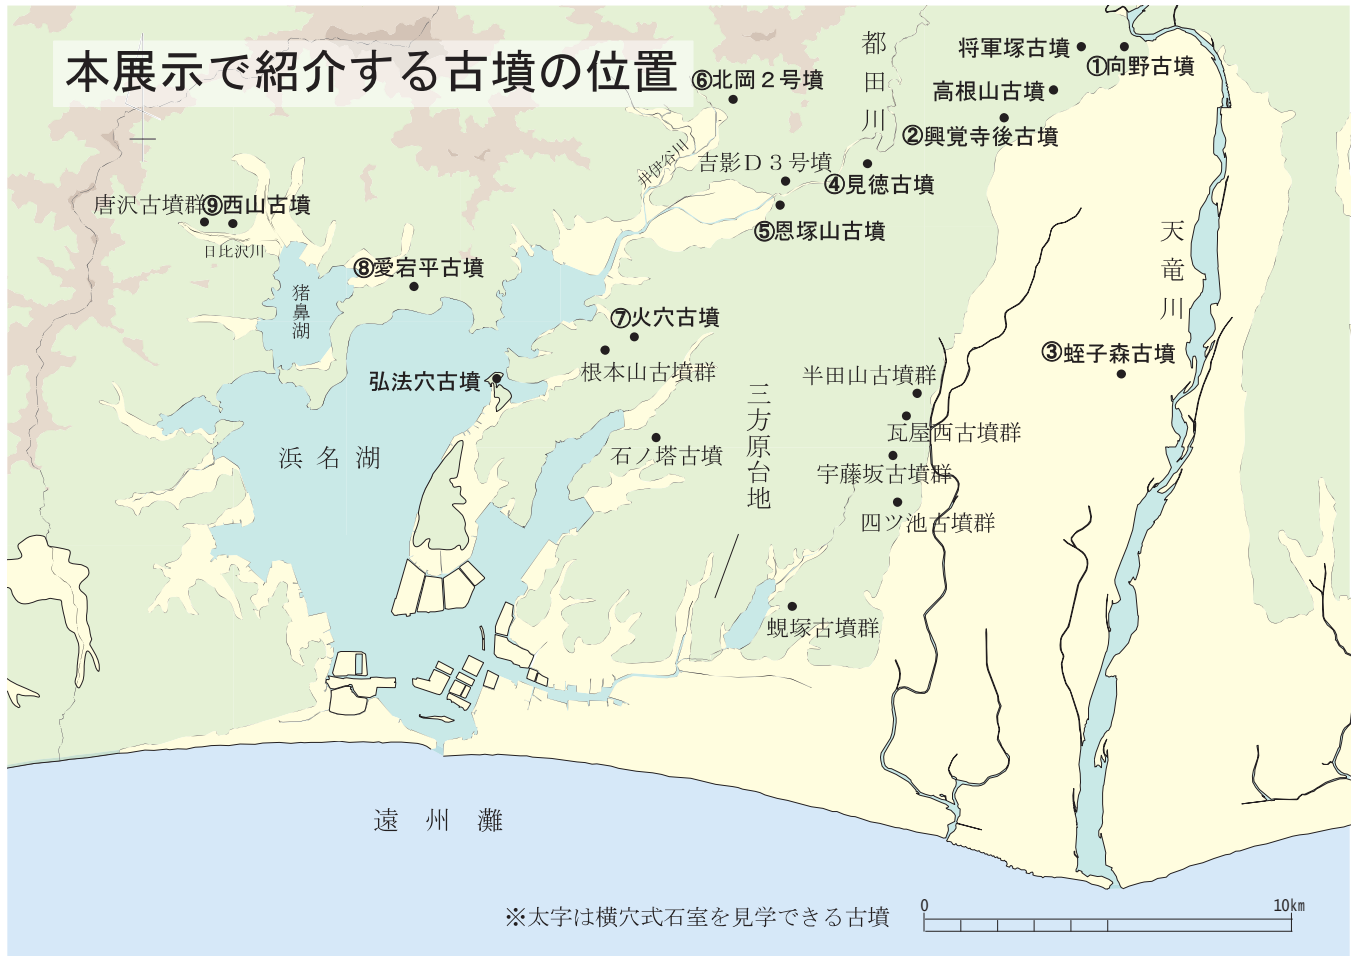 本展示で紹介する古墳の位置
都田川
将軍塚古墳
①向野古墳
⑥北岡２号墳
高根山古墳
②興覚寺後古墳
井伊谷川
吉影Ｄ３号墳
④見徳古墳
唐沢古墳群
⑨西山古墳
⑤恩塚山古墳
天竜川
日比沢川
⑧愛宕平古墳
猪鼻湖
⑦火穴古墳
③蛭子森古墳
弘法穴古墳
根本山古墳群
半田山古墳群
三方原台地
瓦屋西古墳群
浜名湖
石ノ塔古墳
宇藤坂古墳群
四ツ池古墳群
蜆塚古墳群
遠州灘
※太字は横穴式石室を見学できる古墳
0
10km